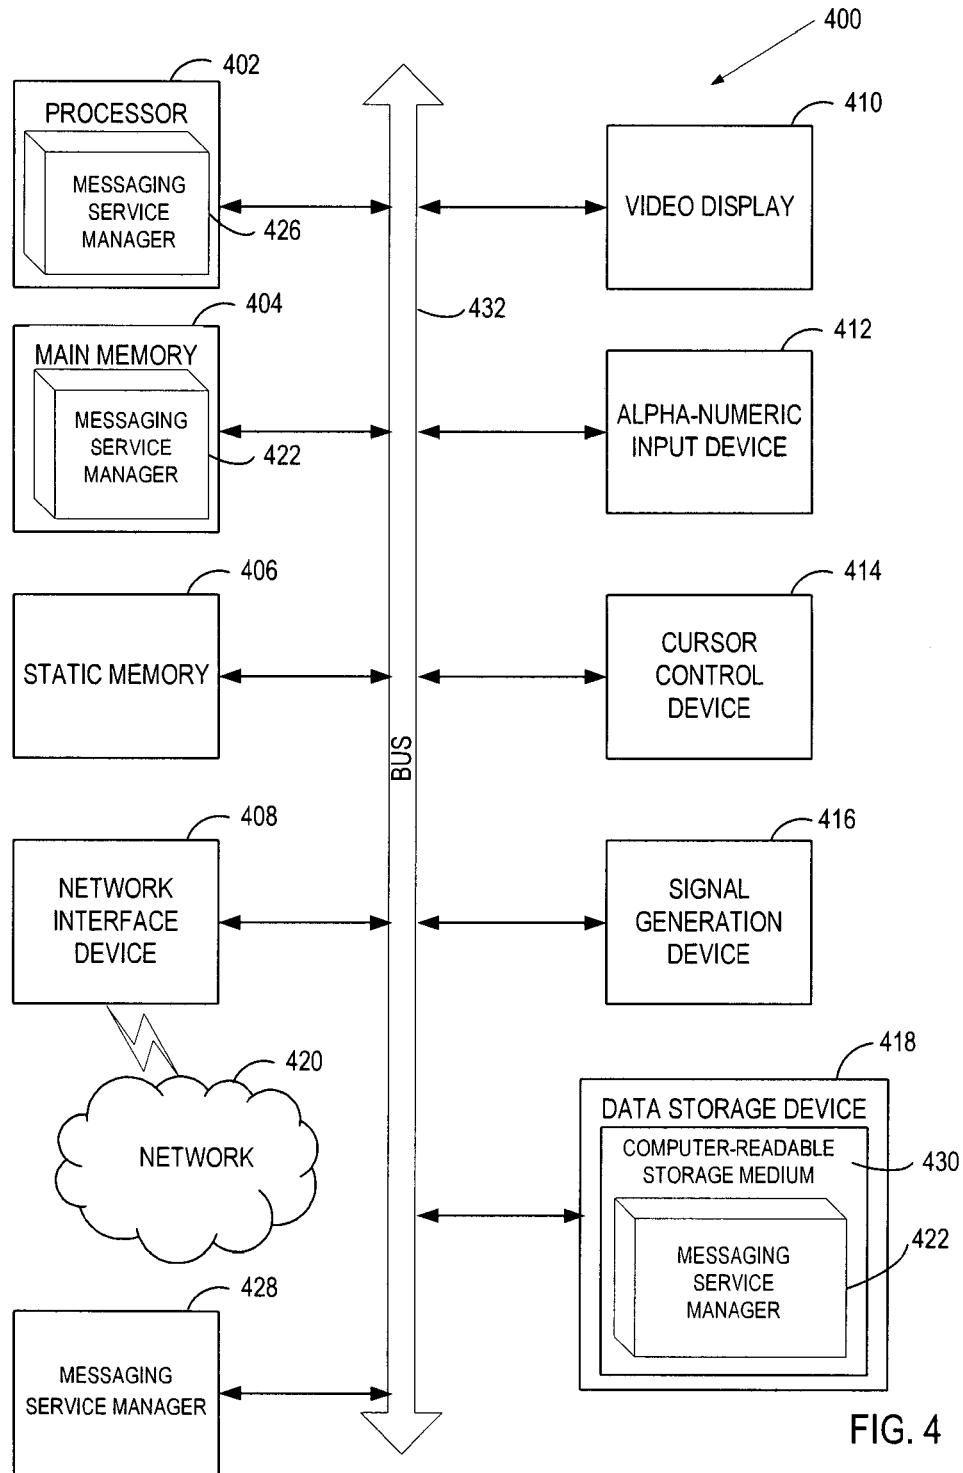 400
402
PROCESSOR
MESSAGING
SERVICE
MANAGER
426
404
MAIN MEMORY
MESSAGING
SERVICE
MANAGER
422
406
STATIC MEMORY
408
NETWORK
INTERFACE
DEVICE
420
NETWORK
428
MESSAGING
SERVICE MANAGER
432
BUS
410
VIDEO DISPLAY
412
ALPHA-NUMERIC
INPUT DEVICE
414
CURSOR
CONTROL
DEVICE
416
SIGNAL
GENERATION
DEVICE
418
DATA STORAGE DEVICE
COMPUTER-READABLE
STORAGE MEDIUM
430
MESSAGING
SERVICE
MANAGER
422
FIG. 4